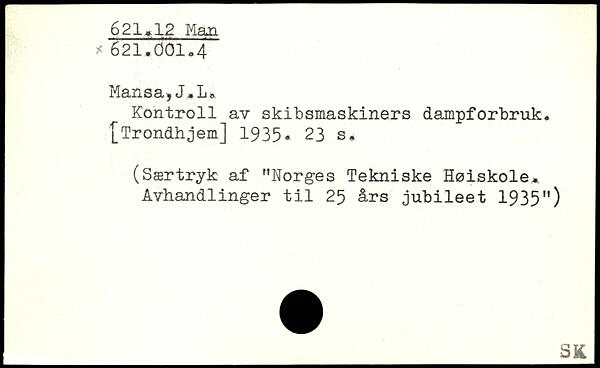 621.12 Man
× 621.001.4
Mansa, J.L.
Kontroll av skibsmaskiners dampforbruk.
[Trondhjem] 1935. 23 s.
(Særtryk af "Norges Tekniske Høiskole.
Avhandlinger til 25 års jubileet 1935")
SK